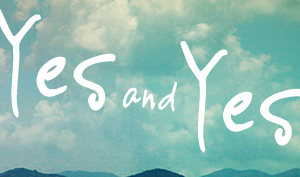 Yes and Yes